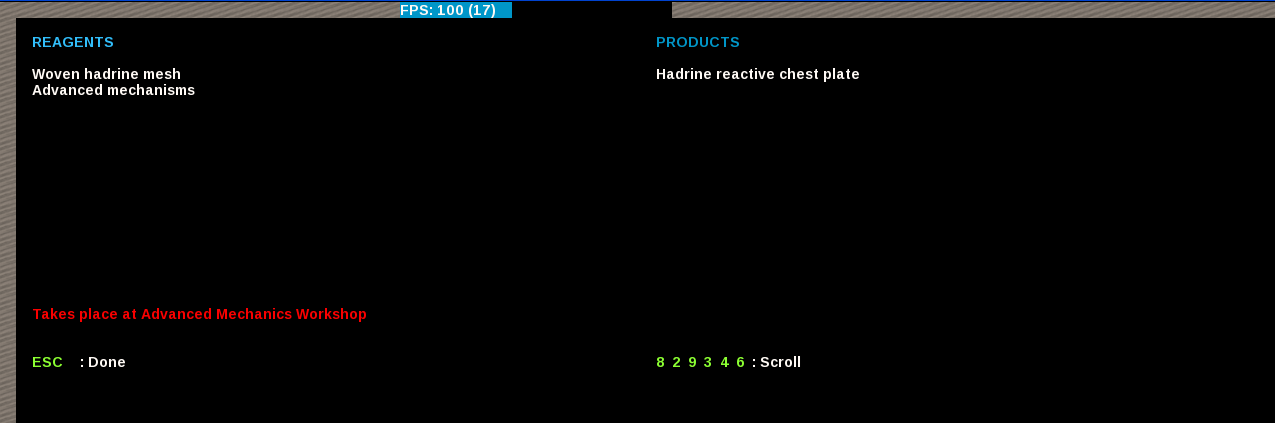 FPS: 100 (17)
REAGENTS
PRODUCTS
Woven hadrine mesh
Hadrine reactive chest plate
Advanced mechanisms
Takes place at Advanced Mechanics Workshop
ESC : Done
8 2 9 3 4 6 : Scroll